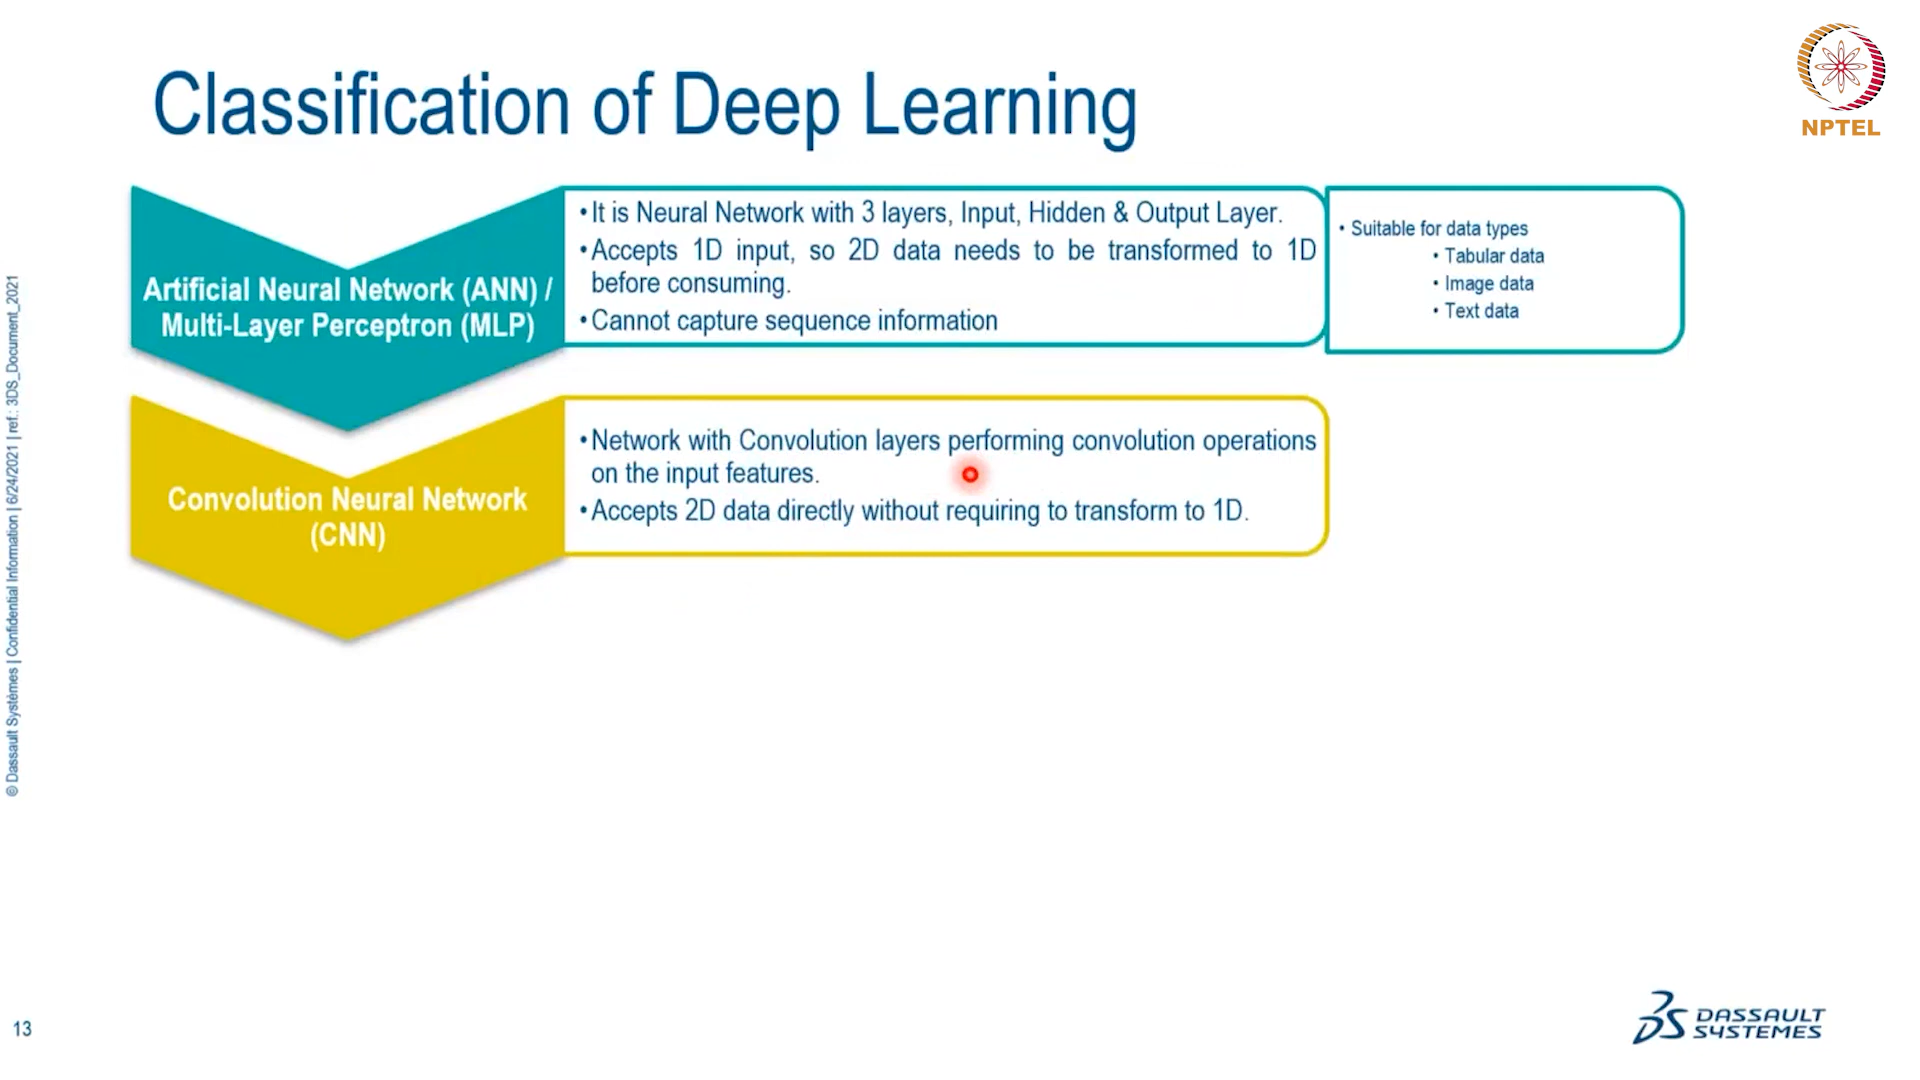 Classification of Deep Learning
NPTEL
Artificial Neural Network (ANN) /
Multi-Layer Perceptron (MLP)
•It is Neural Network with 3 layers, Input, Hidden & Output Layer.
•Accepts 1D input, so 2D data needs to be transformed to 1D
before consuming.
•Cannot capture sequence information
• Suitable for data types
• Tabular data
• Image data
• Text data
Convolution Neural Network
(CNN)
•Network with Convolution layers performing convolution operations
on the input features.
•Accepts 2D data directly without requiring to transform to 1D.
© Dassault Systèmes | Confidential Information | 6/24/2021 | ref.: 3DS_Document_2021
13
DASSAULT
SYSTEMES